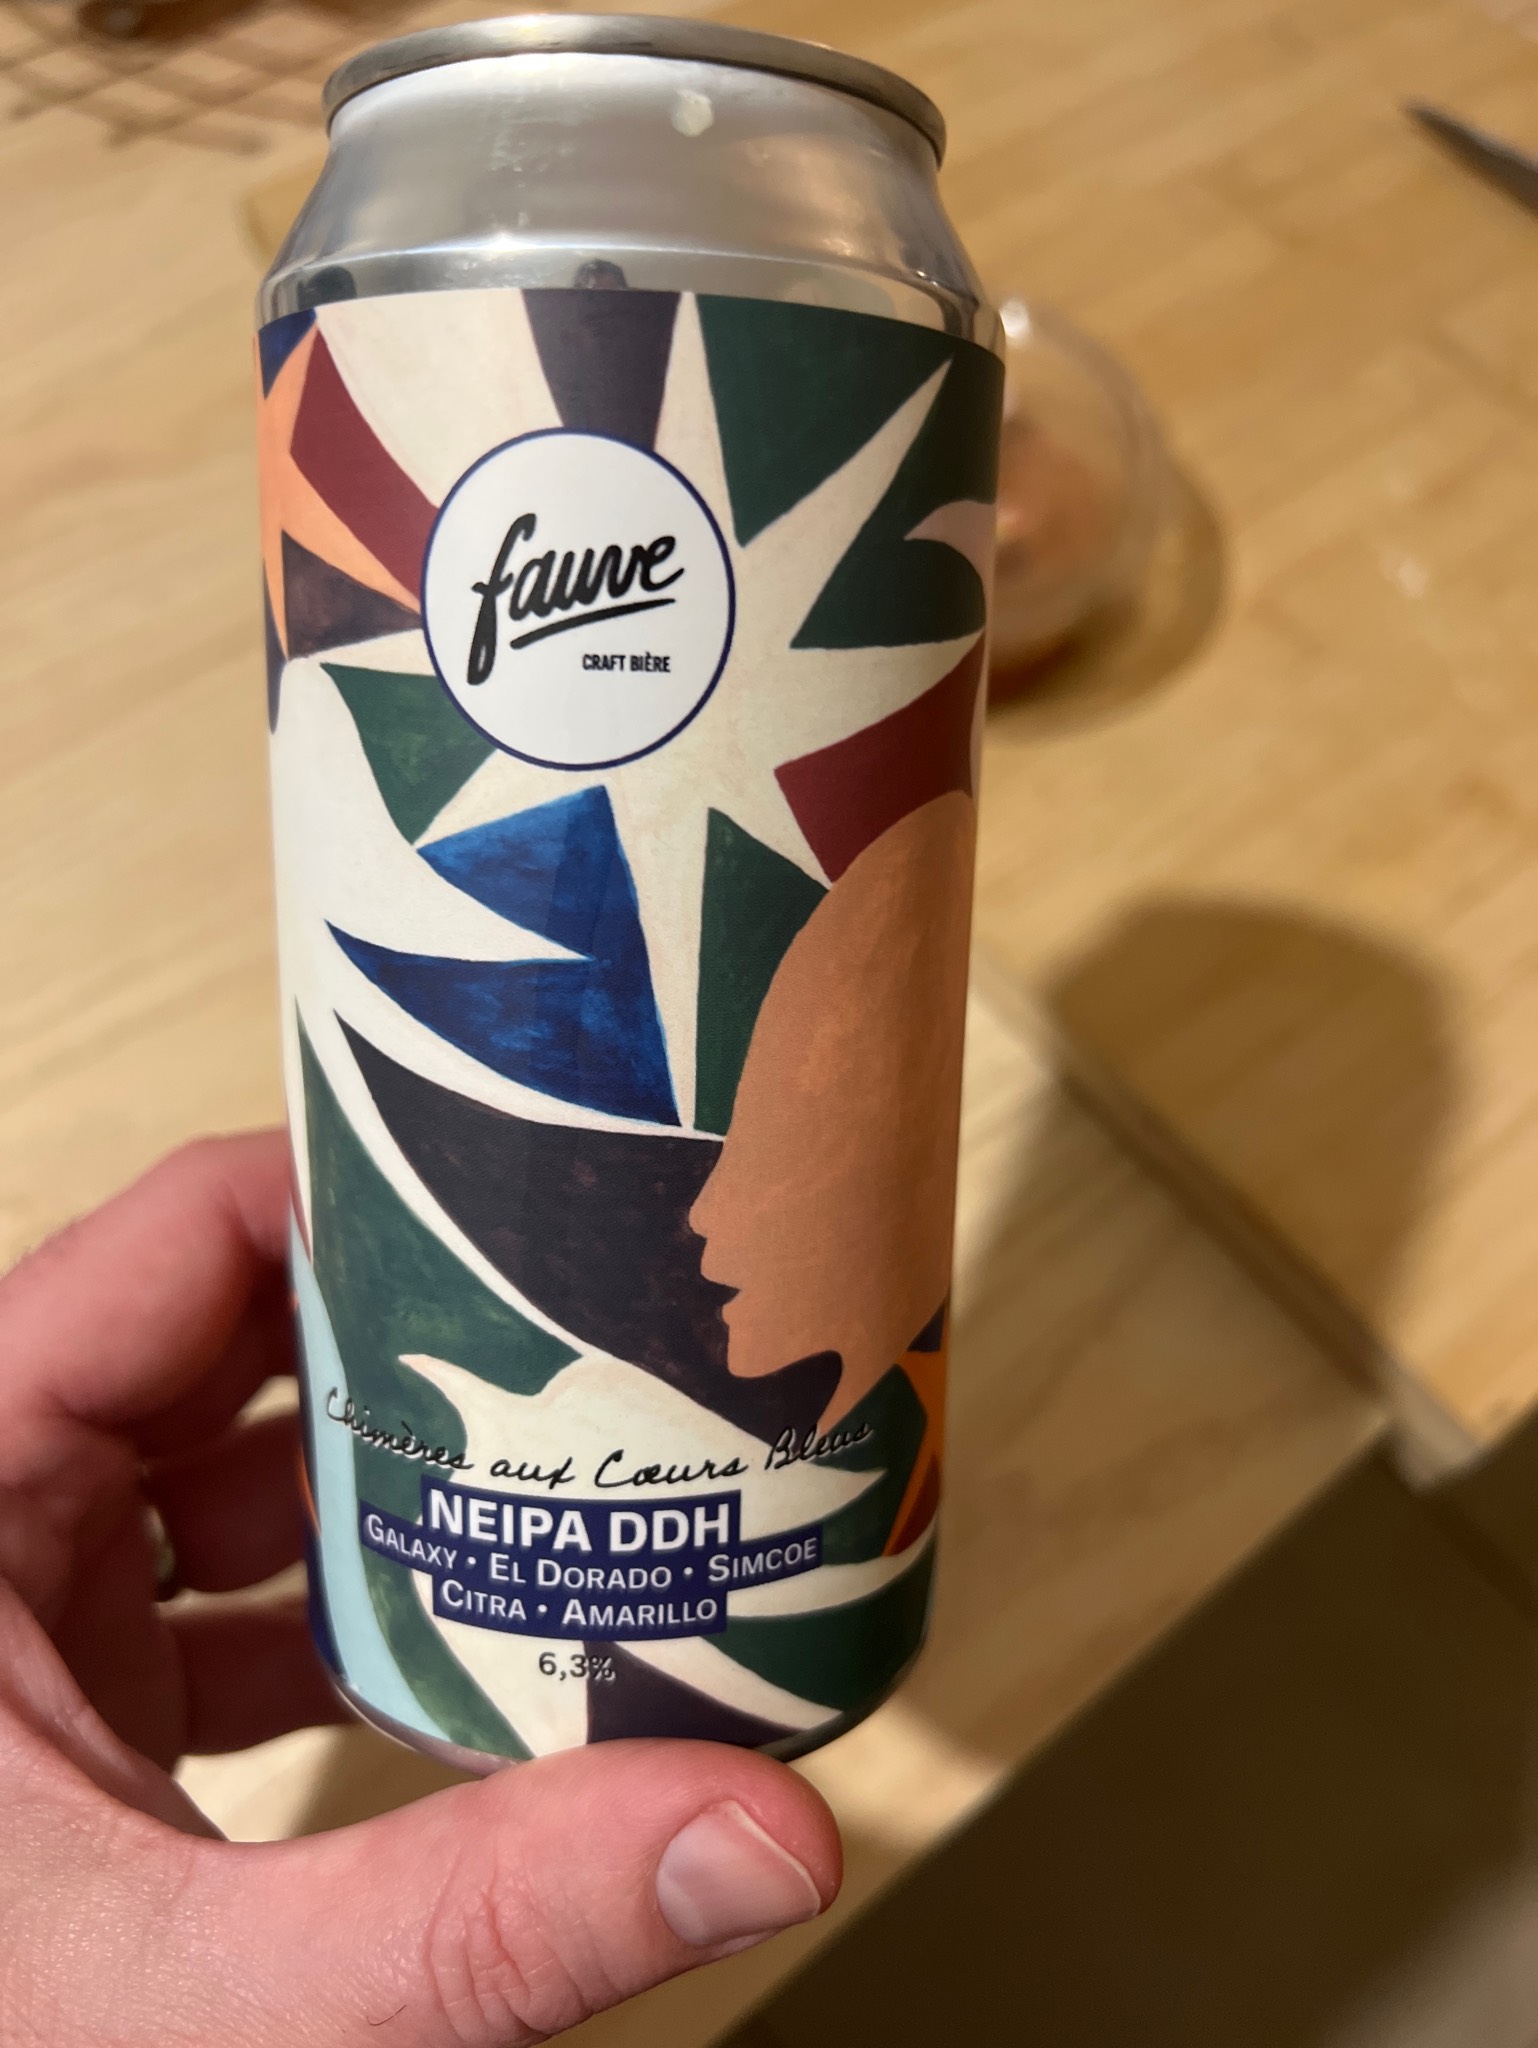 fauve
CRAFT BIÈRE
Chimères aux Cœurs Bleus
NEIPA DDH
GALAXY • EL DORADO • SIMCOE
CITRA • AMARILLO
6,3%